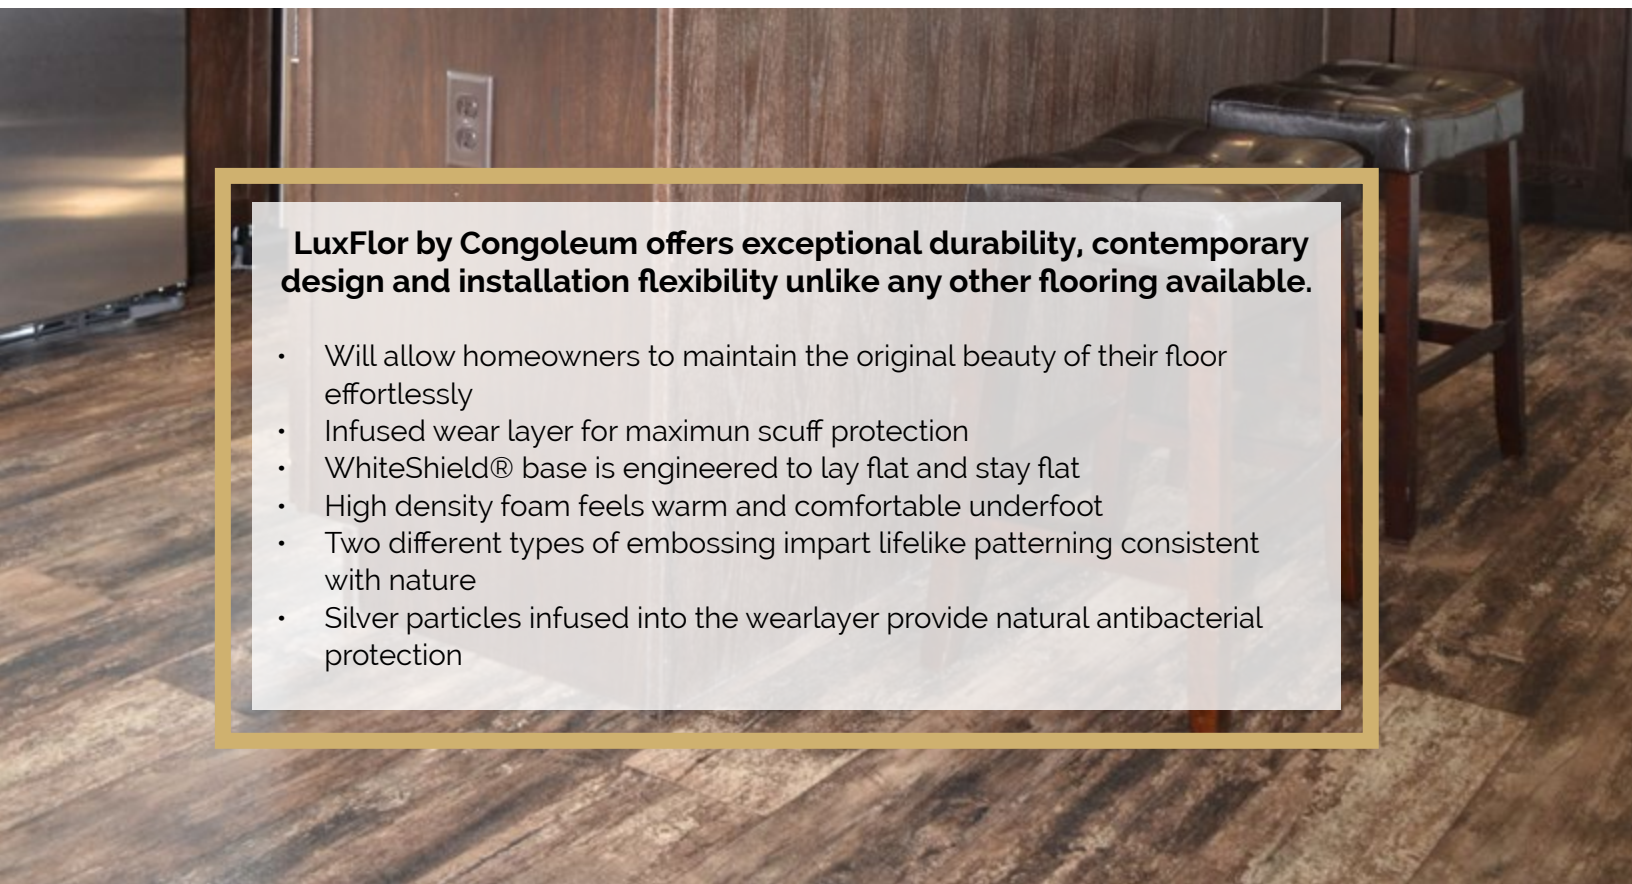 LuxFlor by Congoleum offers exceptional durability, contemporary
design and installation flexibility unlike any other flooring available.
• Will allow homeowners to maintain the original beauty of their floor
effortlessly
• Infused wear layer for maximun scuff protection
• WhiteShield® base is engineered to lay flat and stay flat
• High density foam feels warm and comfortable underfoot
• Two different types of embossing impart lifelike patterning consistent
with nature
• Silver particles infused into the wearlayer provide natural antibacterial
protection